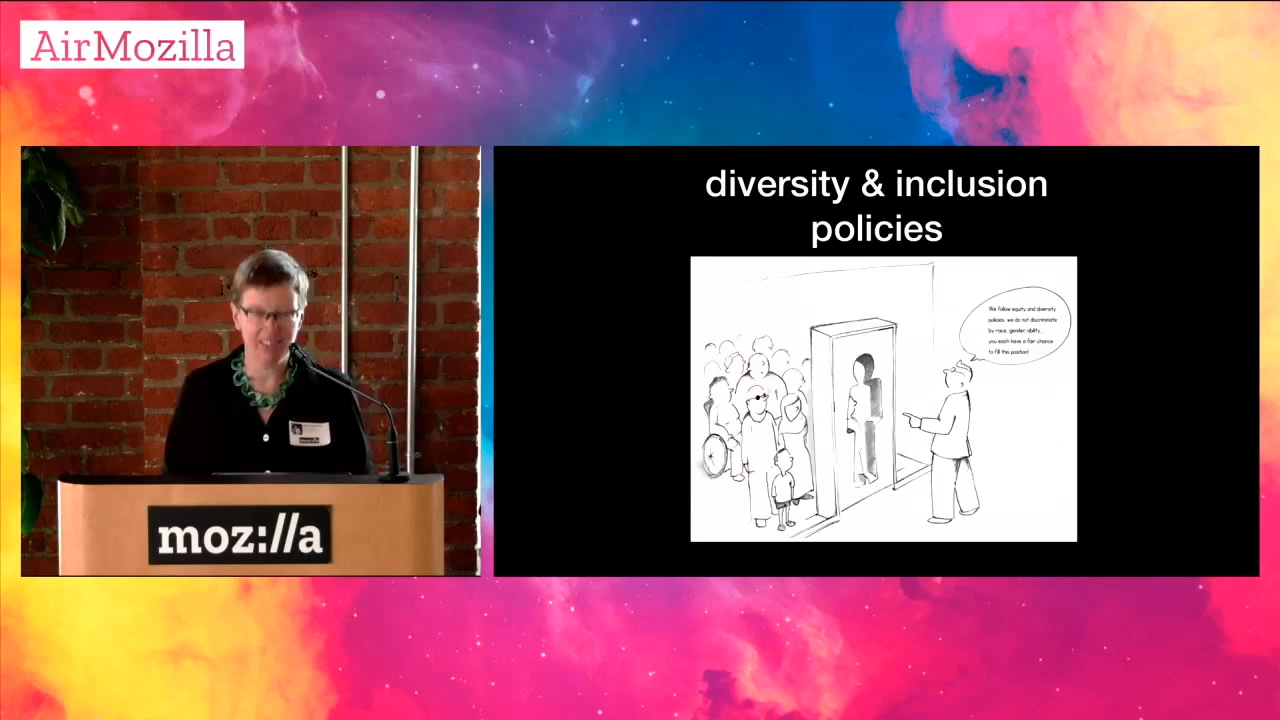 AirMozilla
diversity & inclusion
policies
We follow equity and diversity
policies, we do not discriminate
by race, gender, ability...
you each have a fair chance
to fill this position!
moz://a
moz://a